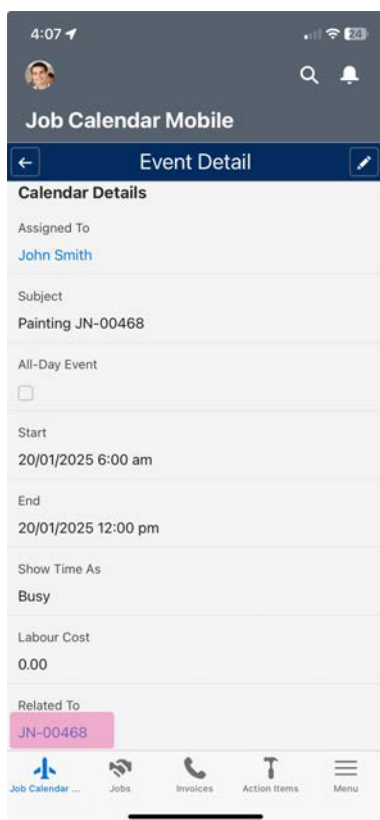 4:07
24
Job Calendar Mobile
Event Detail
Calendar Details
Assigned To
John Smith
Subject
Painting JN-00468
All-Day Event
Start
20/01/2025 6:00 am
End
20/01/2025 12:00 pm
Show Time As
Busy
Labour Cost
0.00
Related To
JN-00468
Job Calendar ...
Jobs
Invoices
Action Items
Menu